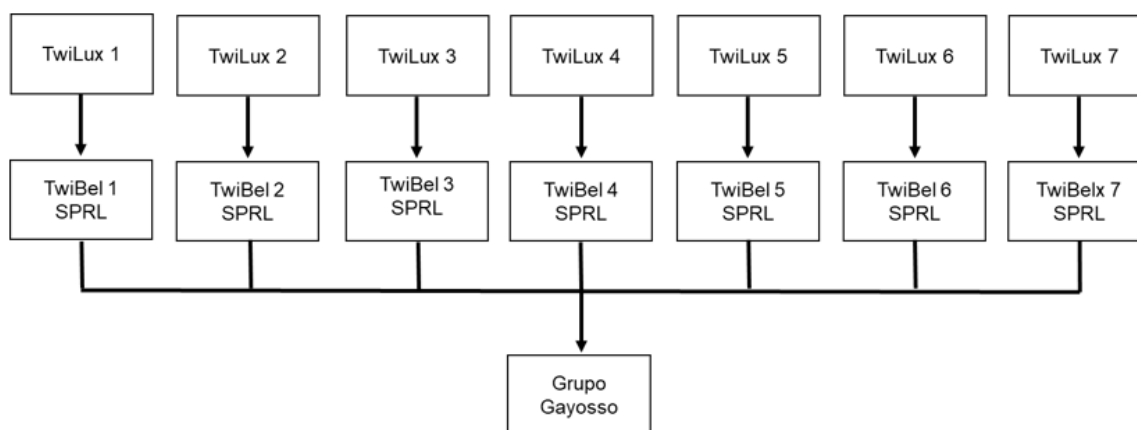 TwiLux 1
TwiLux 2
TwiLux 3
TwiLux 4
TwiLux 5
TwiLux 6
TwiLux 7
TwiBel 1
SPRL
TwiBel 2
SPRL
TwiBel 3
SPRL
TwiBel 4
SPRL
TwiBel 5
SPRL
TwiBel 6
SPRL
TwiBelx 7
SPRL
Grupo
Gayosso